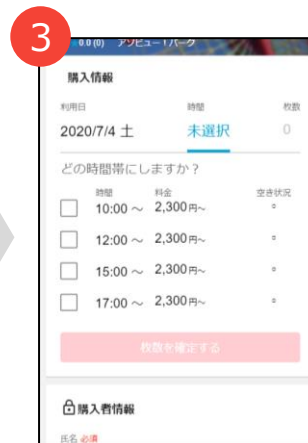 3
0.0 (0) アソビュー！パーク
購入情報
利用日 時間 枚数
2020/7/4 土 未選択 0
どの時間帯にしますか？
時間 料金 空き状況
10:00 ～ 2,300円～ ○
12:00 ～ 2,300円～ ○
15:00 ～ 2,300円～ ○
17:00 ～ 2,300円～ ○
枚数を確定する
購入者情報
氏名 必須